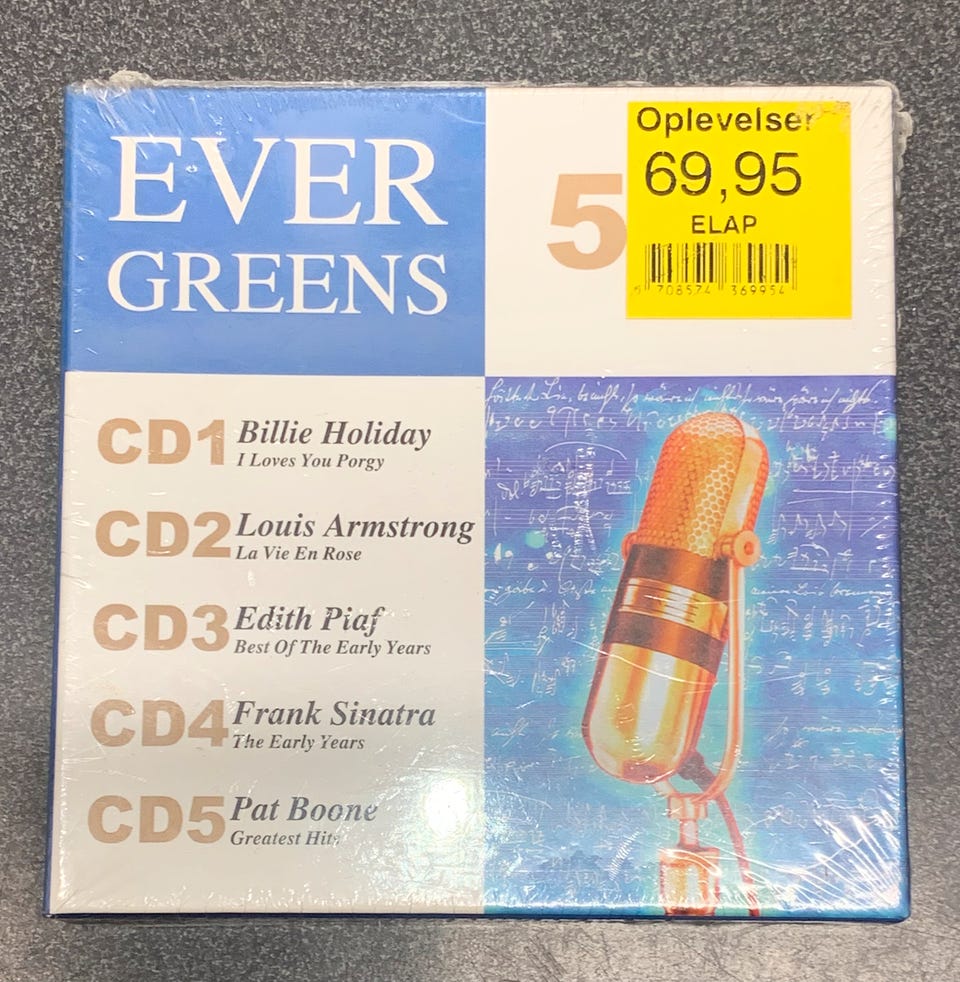 EVER
GREENS
5
Oplevelser
69,95
ELAP
5 708574 369954
CD1 Billie Holiday
I Loves You Porgy
CD2 Louis Armstrong
La Vie En Rose
CD3 Edith Piaf
Best Of The Early Years
CD4 Frank Sinatra
The Early Years
CD5 Pat Boone
Greatest Hits